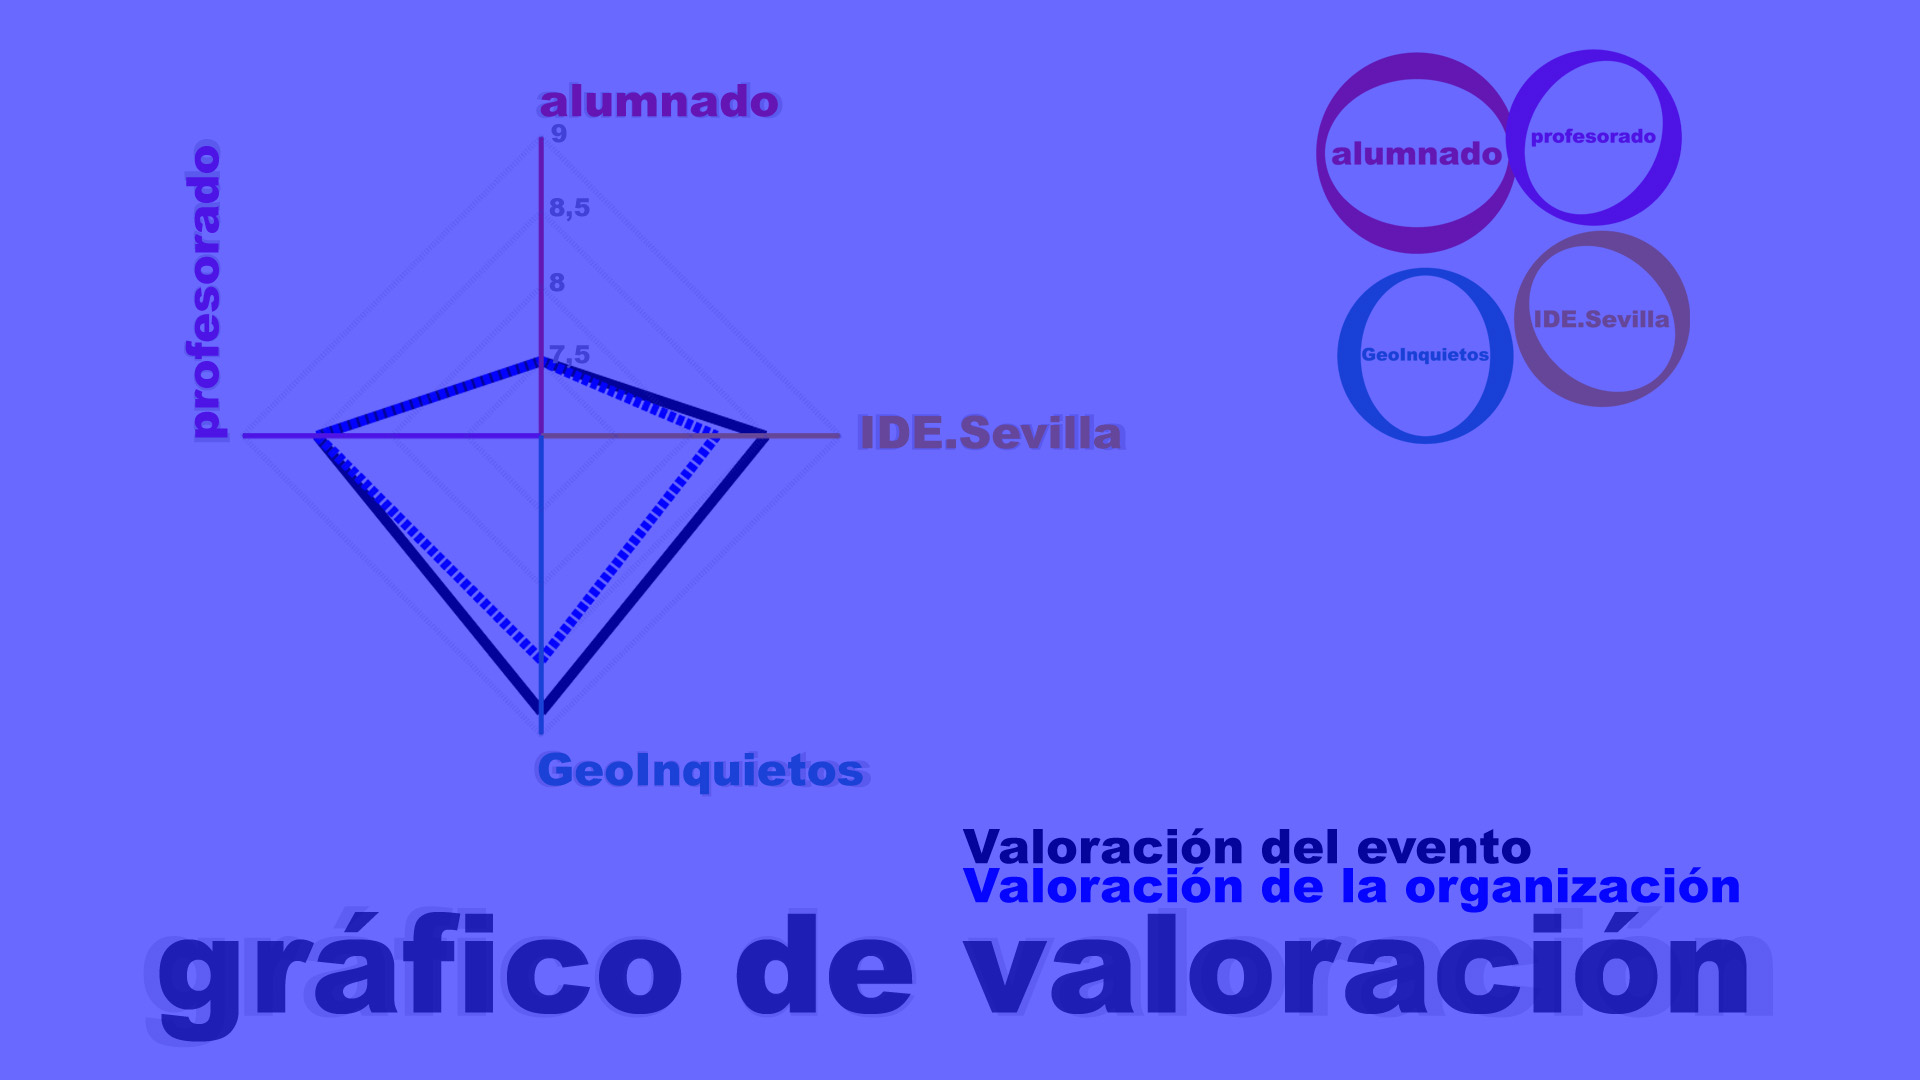 alumnado
9
8,5
8
7,5
profesorado
IDE.Sevilla
GeoInquietos
alumnado
profesorado
GeoInquietos
IDE.Sevilla
Valoración del evento
Valoración de la organización
gráfico de valoración